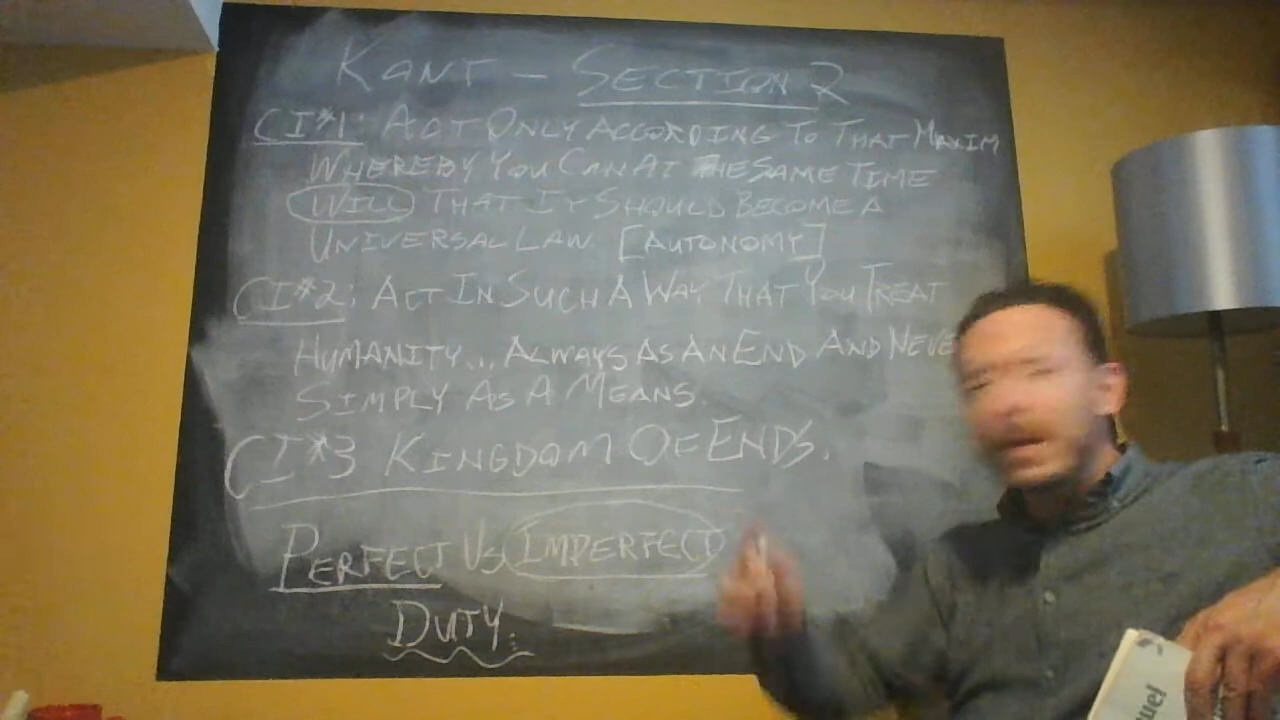 KANT - SECTION 2
CI#1: ACT ONLY ACCORDING TO THAT MAXIM
WHEREBY YOU CAN AT THE SAME TIME
WILL THAT IT SHOULD BECOME A
UNIVERSAL LAW. [AUTONOMY]
CI#2: ACT IN SUCH A WAY THAT YOU TREAT
HUMANITY... ALWAYS AS AN END AND NEVE
SIMPLY AS A MEANS.
CI#3 KINGDOM OF ENDS.
PERFECT VS IMPERFECT
DUTY.
nuel